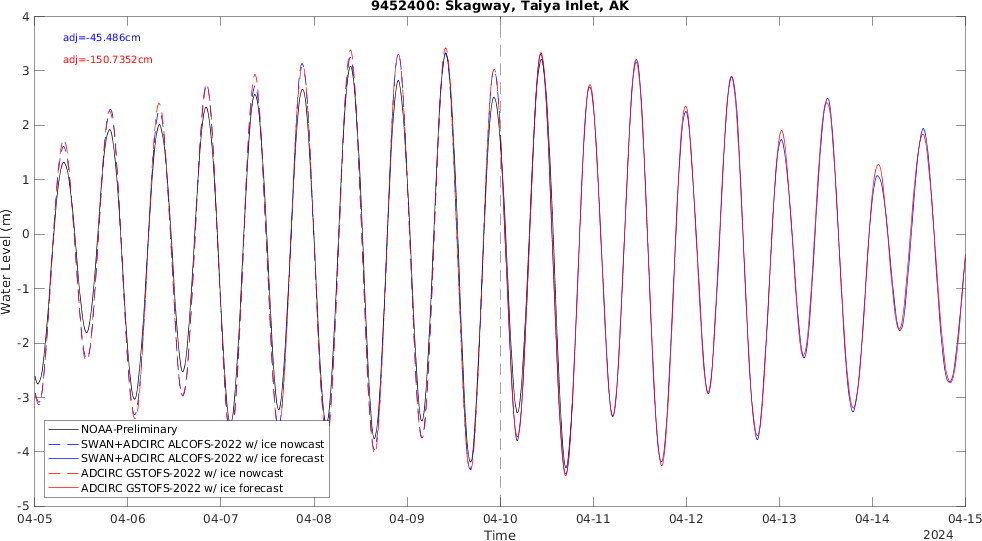 9452400: Skagway, Taiya Inlet, AK
adj=-45.486cm
adj=-150.7352cm
Water Level (m)
4
3
2
1
0
-1
-2
-3
-4
-5
NOAA-Preliminary
SWAN+ADCIRC ALCOFS-2022 w/ ice nowcast
SWAN+ADCIRC ALCOFS-2022 w/ ice forecast
ADCIRC GSTOFS-2022 w/ ice nowcast
ADCIRC GSTOFS-2022 w/ ice forecast
04-05 04-06 04-07 04-08 04-09 04-10 04-11 04-12 04-13 04-14 04-15
Time
2024